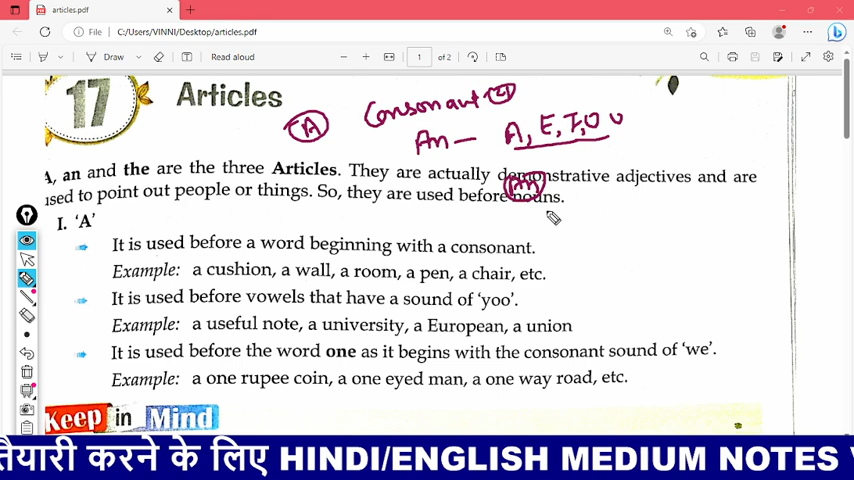 articles.pdf
File C:/Users/VINNI/Desktop/articles.pdf
Draw Read aloud 1 of 2
17 Articles
A Consonant (21)
An — A, E, I, O U
A, an and the are the three Articles. They are actually demonstrative adjectives and are
An
used to point out people or things. So, they are used before nouns.
I. 'A'
It is used before a word beginning with a consonant.
Example: a cushion, a wall, a room, a pen, a chair, etc.
It is used before vowels that have a sound of 'yoo'.
Example: a useful note, a university, a European, a union
It is used before the word one as it begins with the consonant sound of 'we'.
Example: a one rupee coin, a one eyed man, a one way road, etc.
Keep in Mind
तैयारी करने के लिए HINDI/ENGLISH MEDIUM NOTES V